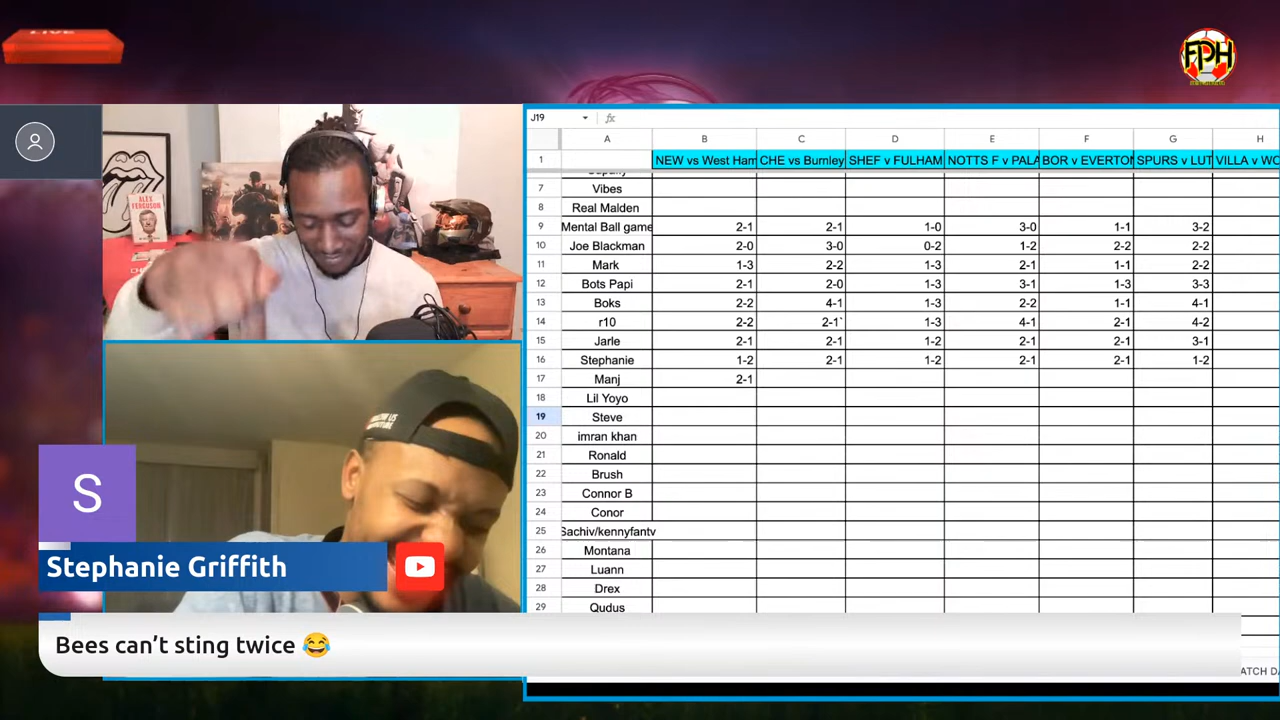 LIVE
FPH
ALEX
FERGUSON
J19 fx
A B C D E F G H
1 NEW vs West Ham CHE vs Burnley SHEF v FULHAM NOTTS F v PALA BOR v EVERTON SPURS v LUT VILLA v WO
7 Vibes
8 Real Malden
9 Mental Ball game 2-1 2-1 1-0 3-0 1-1 3-2
10 Joe Blackman 2-0 3-0 0-2 1-2 2-2 2-2
11 Mark 1-3 2-2 1-3 2-1 1-1 2-2
12 Bots Papi 2-1 2-0 1-3 3-1 1-3 3-3
13 Boks 2-2 4-1 1-3 2-2 1-1 4-1
14 r10 2-2 2-1` 1-3 4-1 2-1 4-2
15 Jarle 2-1 2-1 1-2 2-1 2-1 3-1
16 Stephanie 1-2 2-1 1-2 2-1 2-1 1-2
17 Manj 2-1
18 Lil Yoyo
19 Steve
20 imran khan
21 Ronald
22 Brush
23 Connor B
24 Conor
25 Sachiv/kennyfantv
26 Montana
27 Luann
28 Drex
29 Qudus
ATCH DA
S
Stephanie Griffith
Bees can’t sting twice 😂